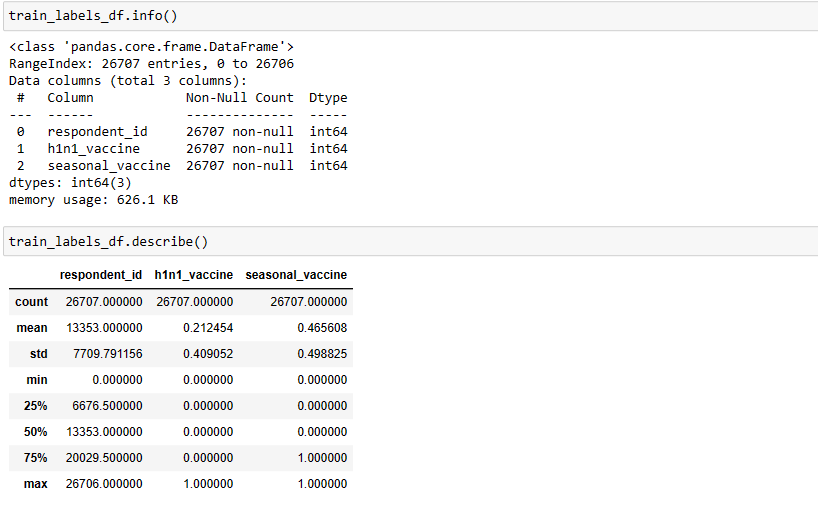 train_labels_df.info()
<class 'pandas.core.frame.DataFrame'>
RangeIndex: 26707 entries, 0 to 26706
Data columns (total 3 columns):
 #   Column            Non-Null Count  Dtype
---  ------            --------------  -----
 0   respondent_id     26707 non-null  int64
 1   h1n1_vaccine      26707 non-null  int64
 2   seasonal_vaccine  26707 non-null  int64
dtypes: int64(3)
memory usage: 626.1 KB
train_labels_df.describe()
respondent_id h1n1_vaccine seasonal_vaccine
count 26707.000000 26707.000000 26707.000000
mean 13353.000000 0.212454 0.465608
std 7709.791156 0.409052 0.498825
min 0.000000 0.000000 0.000000
25% 6676.500000 0.000000 0.000000
50% 13353.000000 0.000000 0.000000
75% 20029.500000 0.000000 1.000000
max 26706.000000 1.000000 1.000000